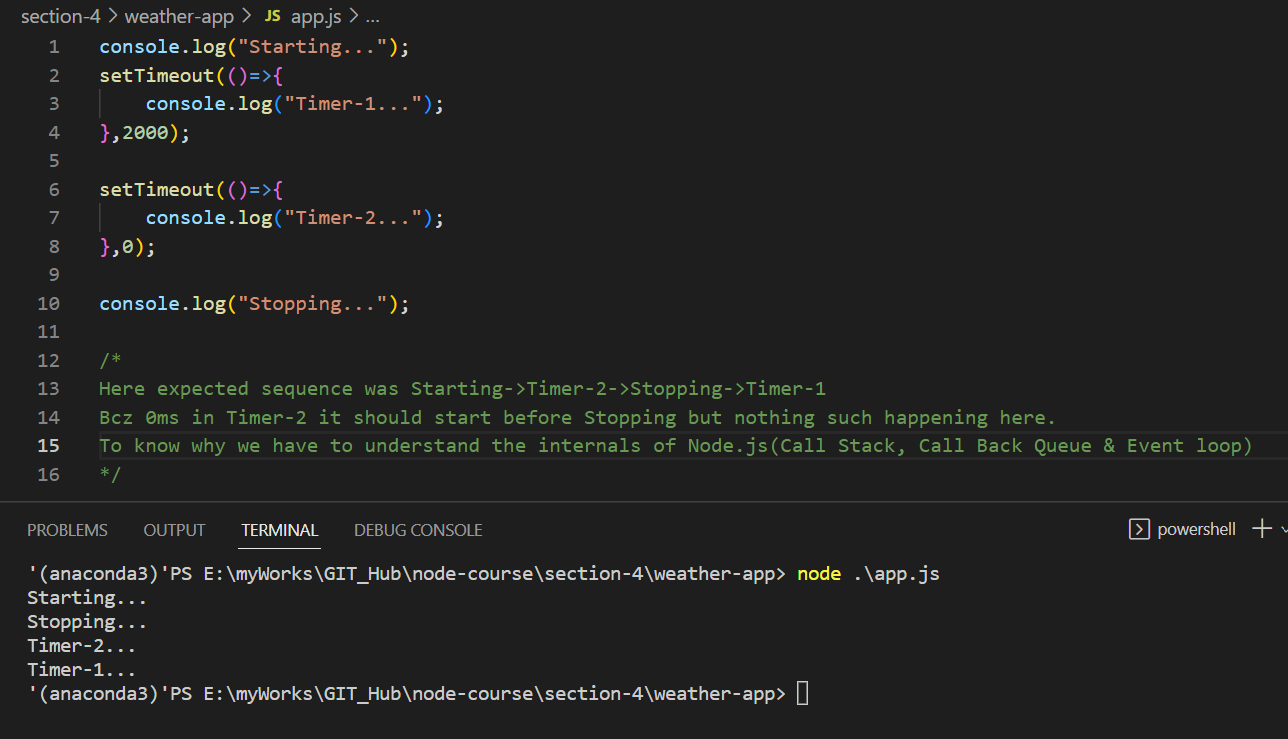 section-4 > weather-app > JS app.js > ...
1 console.log("Starting...");
2 setTimeout(()=>{
3     console.log("Timer-1...");
4 },2000);
5
6 setTimeout(()=>{
7     console.log("Timer-2...");
8 },0);
9
10 console.log("Stopping...");
11
12 /*
13 Here expected sequence was Starting->Timer-2->Stopping->Timer-1
14 Bcz 0ms in Timer-2 it should start before Stopping but nothing such happening here.
15 To know why we have to understand the internals of Node.js(Call Stack, Call Back Queue & Event loop)
16 */
PROBLEMS OUTPUT TERMINAL DEBUG CONSOLE powershell
'(anaconda3)'PS E:\myWorks\GIT_Hub\node-course\section-4\weather-app> node .\app.js
Starting...
Stopping...
Timer-2...
Timer-1...
'(anaconda3)'PS E:\myWorks\GIT_Hub\node-course\section-4\weather-app>